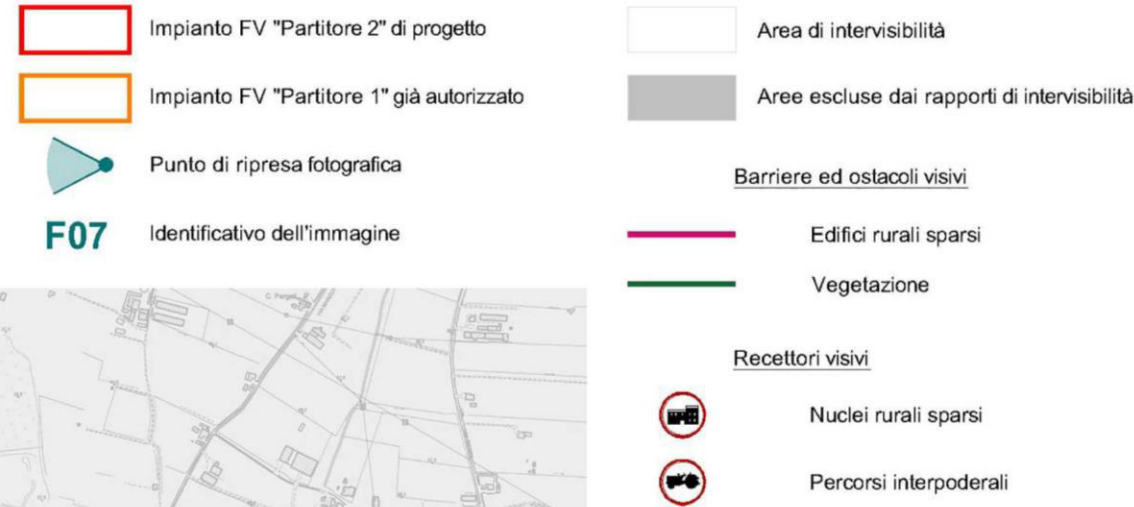 Impianto FV "Partitore 2" di progetto
Impianto FV "Partitore 1" già autorizzato
Punto di ripresa fotografica
F07
Identificativo dell'immagine
Area di intervisibilità
Aree escluse dai rapporti di intervisibilità
Barriere ed ostacoli visivi
Edifici rurali sparsi
Vegetazione
Recettori visivi
Nuclei rurali sparsi
Percorsi interpoderali